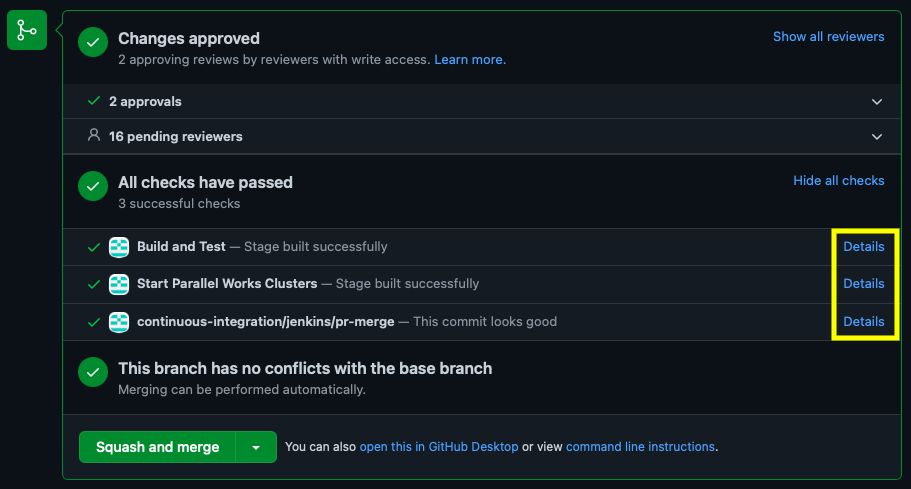 Changes approved
Show all reviewers
2 approving reviews by reviewers with write access. Learn more.
2 approvals
16 pending reviewers
All checks have passed
Hide all checks
3 successful checks
Build and Test — Stage built successfully
Details
Start Parallel Works Clusters — Stage built successfully
Details
continuous-integration/jenkins/pr-merge — This commit looks good
Details
This branch has no conflicts with the base branch
Merging can be performed automatically.
Squash and merge
You can also open this in GitHub Desktop or view command line instructions.